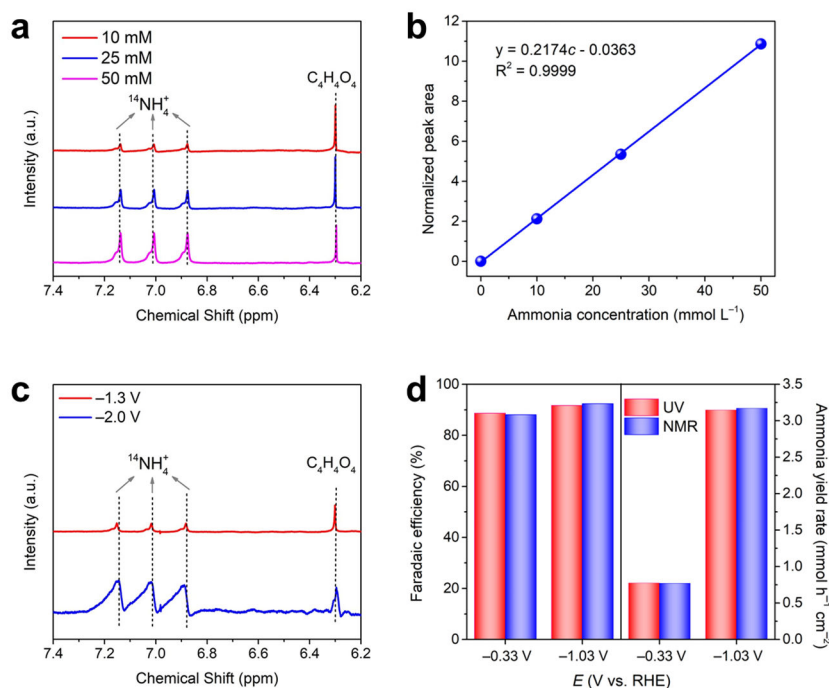 a
10 mM
25 mM
50 mM
C₄H₄O₄
¹⁴NH₄⁺
Intensity (a.u.)
7.4 7.2 7.0 6.8 6.6 6.4 6.2
Chemical Shift (ppm)
b
y = 0.2174c - 0.0363
R² = 0.9999
Normalized peak area
12
10
8
6
4
2
0
0 10 20 30 40 50
Ammonia concentration (mmol L⁻¹)
c
–1.3 V
–2.0 V
C₄H₄O₄
¹⁴NH₄⁺
Intensity (a.u.)
7.4 7.2 7.0 6.8 6.6 6.4 6.2
Chemical Shift (ppm)
d
UV
NMR
Faradaic efficiency (%)
100
90
80
60
40
20
0
Ammonia yield rate (mmol h⁻¹ cm⁻²)
3.5
3.0
2.5
2.0
1.5
1.0
0.5
0.0
–0.33 V –1.03 V –0.33 V –1.03 V
E (V vs. RHE)